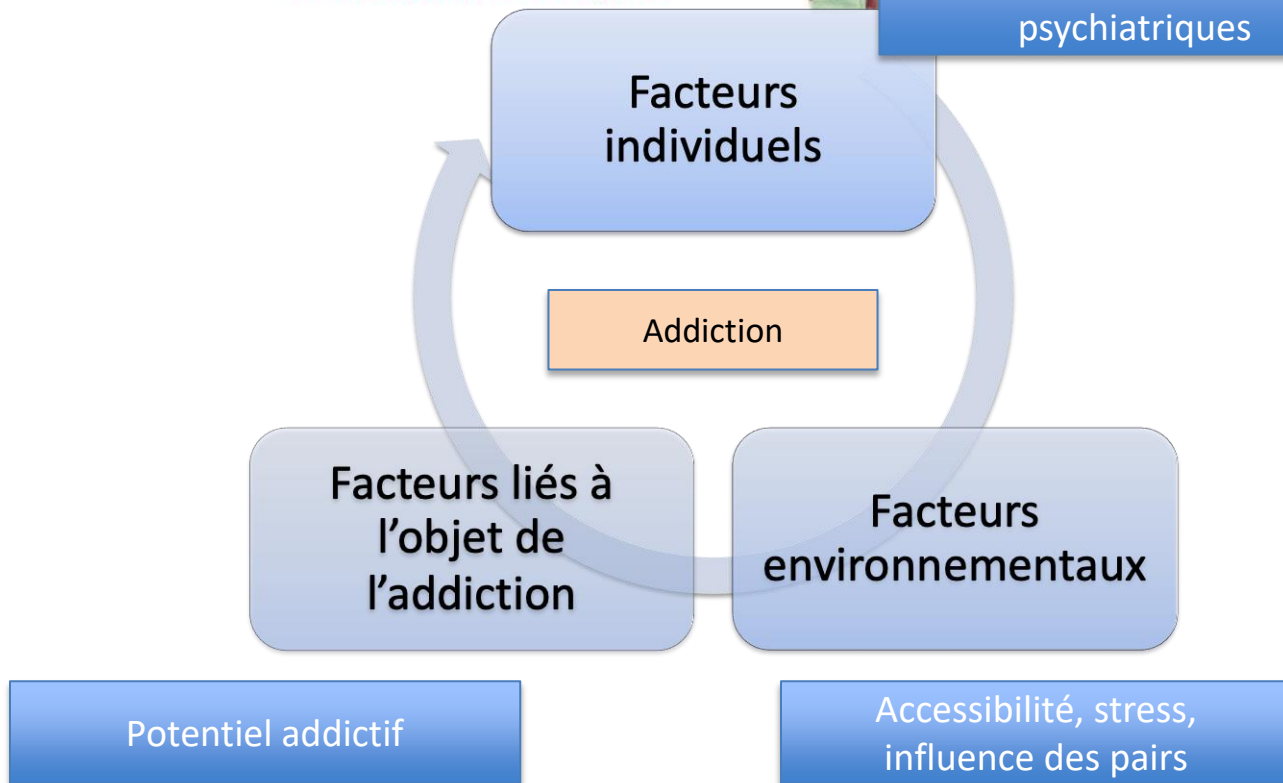 psychiatriques
Facteurs
individuels
Addiction
Facteurs liés à
l’objet de
l’addiction
Facteurs
environnementaux
Potentiel addictif
Accessibilité, stress,
influence des pairs